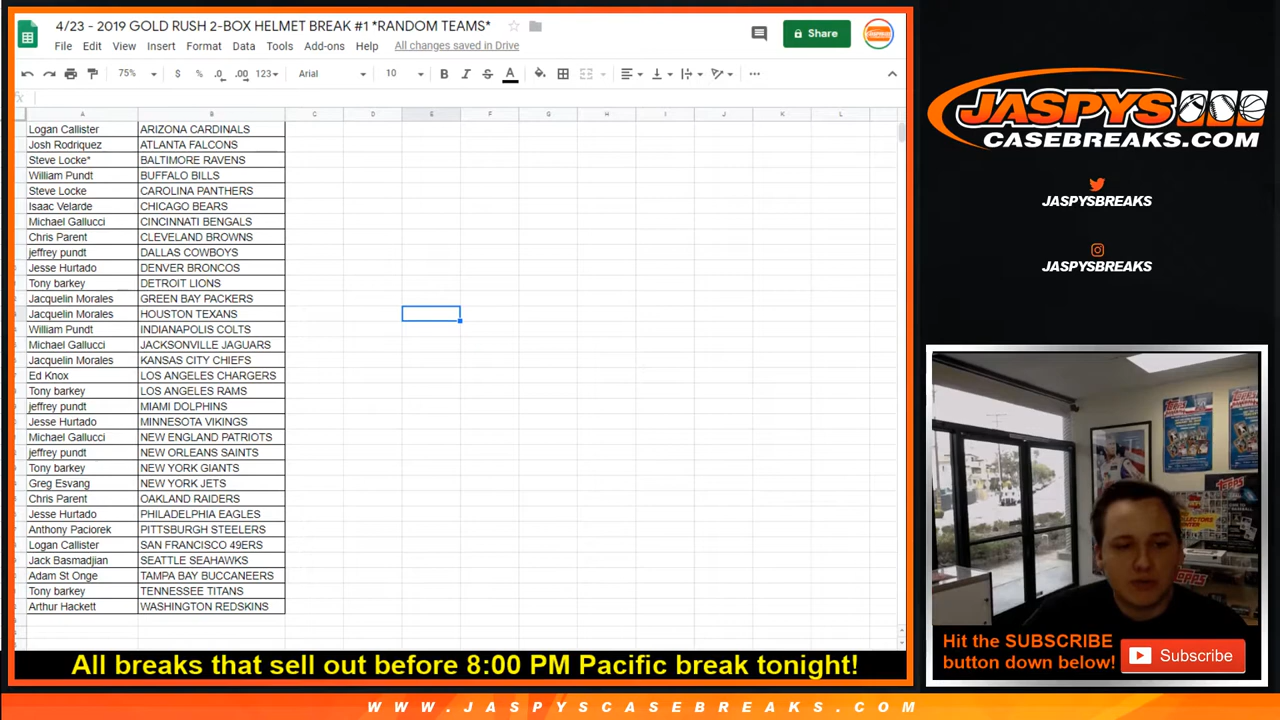 4/23 - 2019 GOLD RUSH 2-BOX HELMET BREAK #1 *RANDOM TEAMS*
File Edit View Insert Format Data Tools Add-ons Help All changes saved in Drive
Share
75% $ % .0 .00 123 Arial 10 B I S A
fx
A B C D E F G H I J K L
Logan Callister ARIZONA CARDINALS
Josh Rodriquez ATLANTA FALCONS
Steve Locke* BALTIMORE RAVENS
William Pundt BUFFALO BILLS
Steve Locke CAROLINA PANTHERS
Isaac Velarde CHICAGO BEARS
Michael Gallucci CINCINNATI BENGALS
Chris Parent CLEVELAND BROWNS
jeffrey pundt DALLAS COWBOYS
Jesse Hurtado DENVER BRONCOS
Tony barkey DETROIT LIONS
Jacquelin Morales GREEN BAY PACKERS
Jacquelin Morales HOUSTON TEXANS
William Pundt INDIANAPOLIS COLTS
Michael Gallucci JACKSONVILLE JAGUARS
Jacquelin Morales KANSAS CITY CHIEFS
Ed Knox LOS ANGELES CHARGERS
Tony barkey LOS ANGELES RAMS
jeffrey pundt MIAMI DOLPHINS
Jesse Hurtado MINNESOTA VIKINGS
Michael Gallucci NEW ENGLAND PATRIOTS
jeffrey pundt NEW ORLEANS SAINTS
Tony barkey NEW YORK GIANTS
Greg Esvang NEW YORK JETS
Chris Parent OAKLAND RAIDERS
Jesse Hurtado PHILADELPHIA EAGLES
Anthony Paciorek PITTSBURGH STEELERS
Logan Callister SAN FRANCISCO 49ERS
Jack Basmadjian SEATTLE SEAHAWKS
Adam St Onge TAMPA BAY BUCCANEERS
Tony barkey TENNESSEE TITANS
Arthur Hackett WASHINGTON REDSKINS
All breaks that sell out before 8:00 PM Pacific break tonight!
WWW.JASPYSCASEBREAKS.COM
JASPYS
CASEBREAKS.COM
JASPYSBREAKS
JASPYSBREAKS
Hit the SUBSCRIBE
button down below!
Subscribe